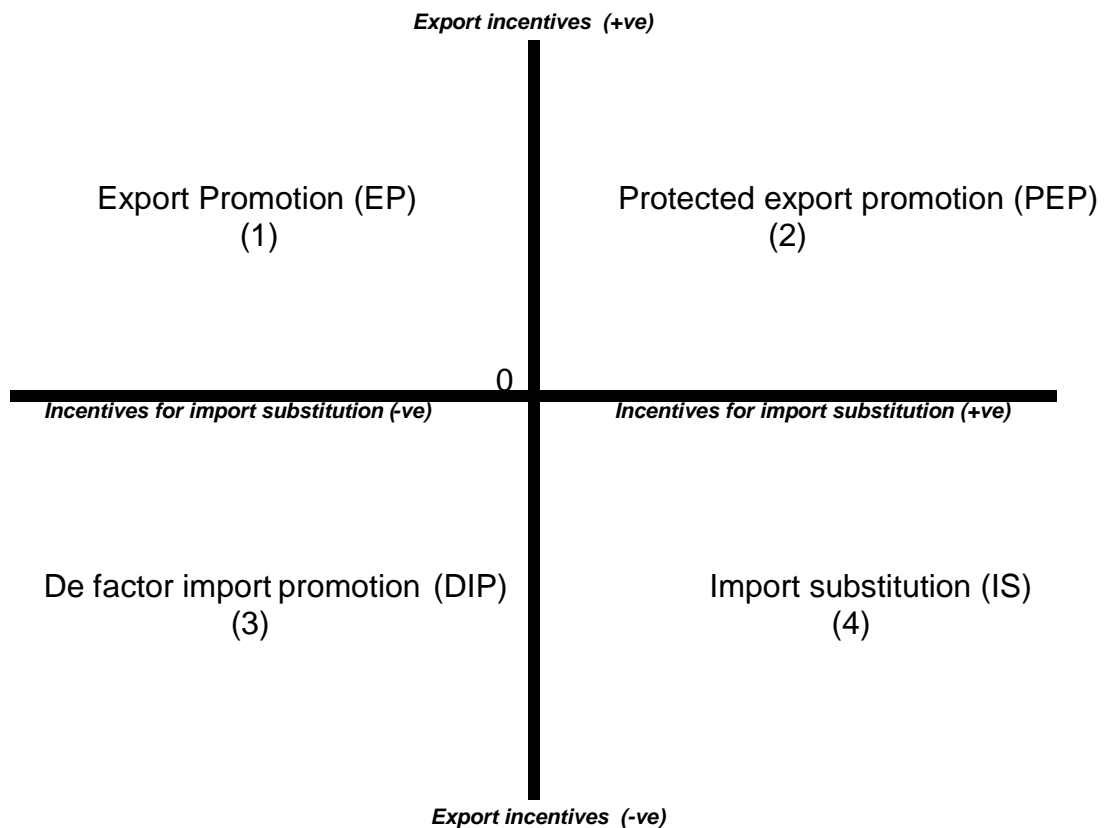 Export incentives (+ve)
Export Promotion (EP)
(1)
Protected export promotion (PEP)
(2)
0
Incentives for import substitution (-ve)
Incentives for import substitution (+ve)
De factor import promotion (DIP)
(3)
Import substitution (IS)
(4)
Export incentives (-ve)